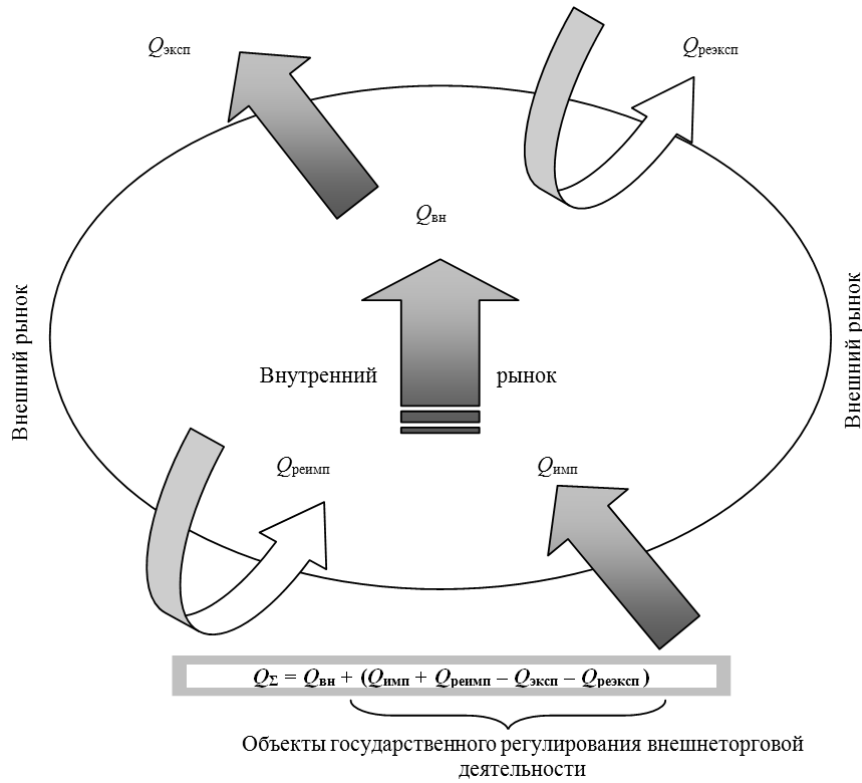 Qэксп
Qреэксп
Qвн
Внешний рынок
Внешний рынок
Внутренний рынок
Qреимп
Qимп
QΣ = Qвн + (Qимп + Qреимп – Qэксп – Qреэксп )
Объекты государственного регулирования внешнеторговой
деятельности